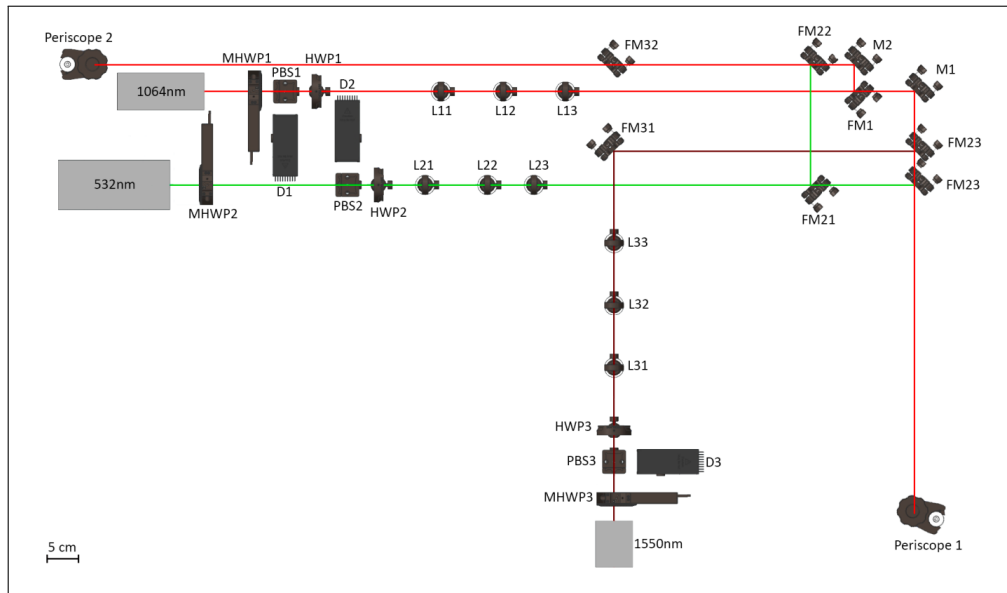 Periscope 2
FM32
FM22
M2
MHWP1
PBS1
HWP1
D2
M1
1064nm
L11
L12
L13
FM1
FM31
FM23
532nm
L21
L22
L23
D1
MHWP2
PBS2
HWP2
FM21
FM23
L33
L32
L31
HWP3
PBS3
D3
MHWP3
1550nm
Periscope 1
5 cm